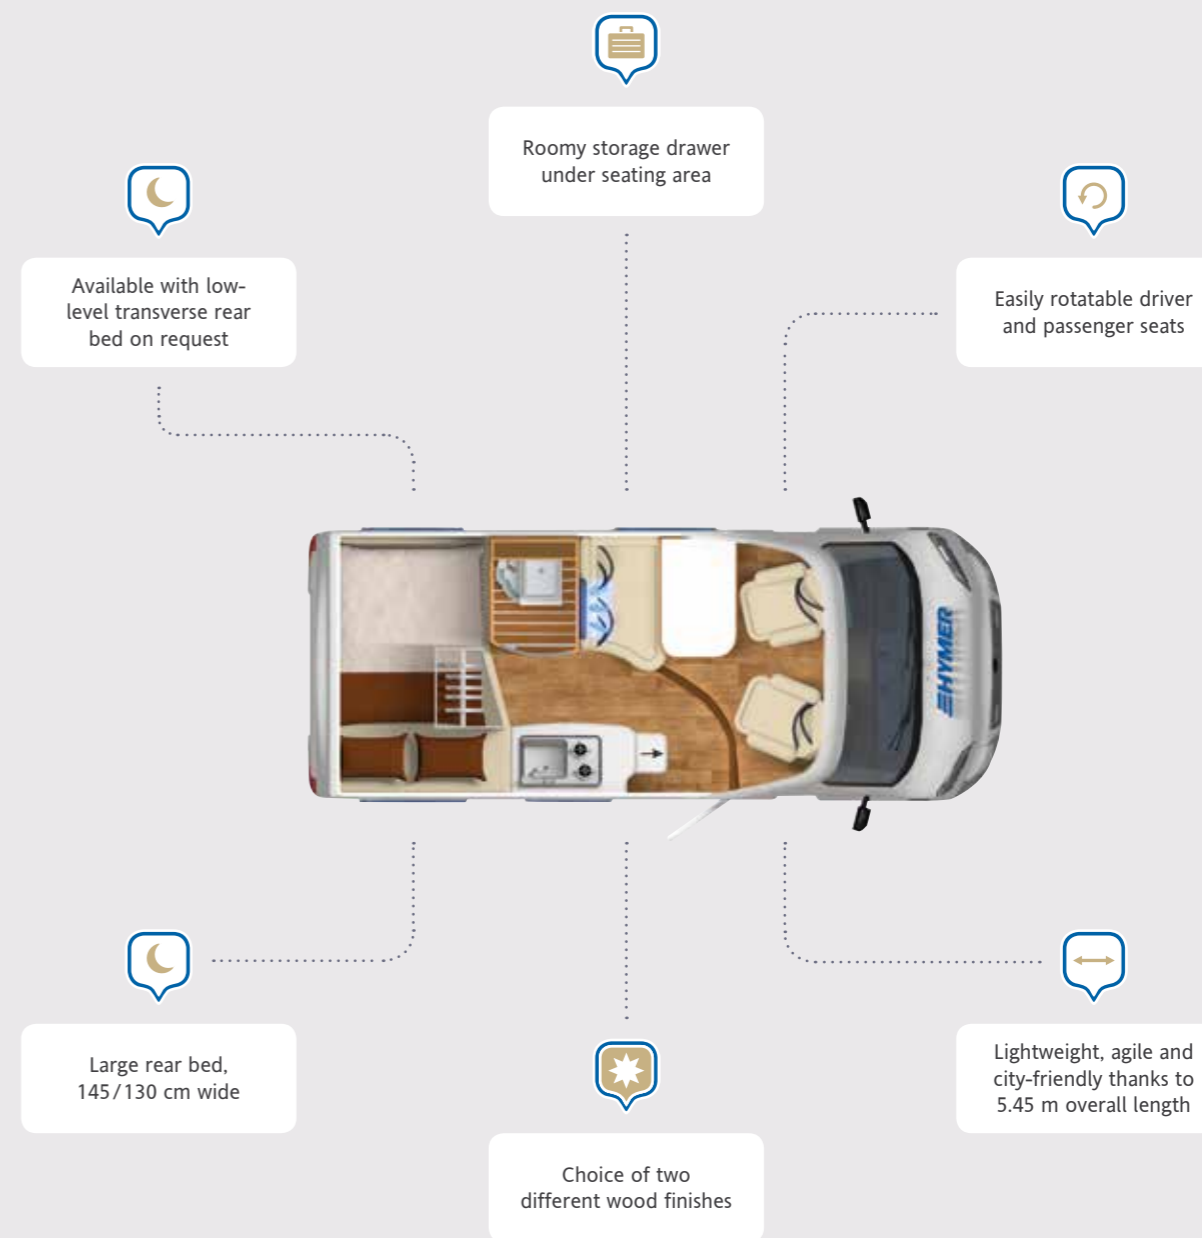 Roomy storage drawer
under seating area
Available with low-
level transverse rear
bed on request
Easily rotatable driver
and passenger seats
HYMER
Large rear bed,
145/130 cm wide
Lightweight, agile and
city-friendly thanks to
5.45 m overall length
Choice of two
different wood finishes